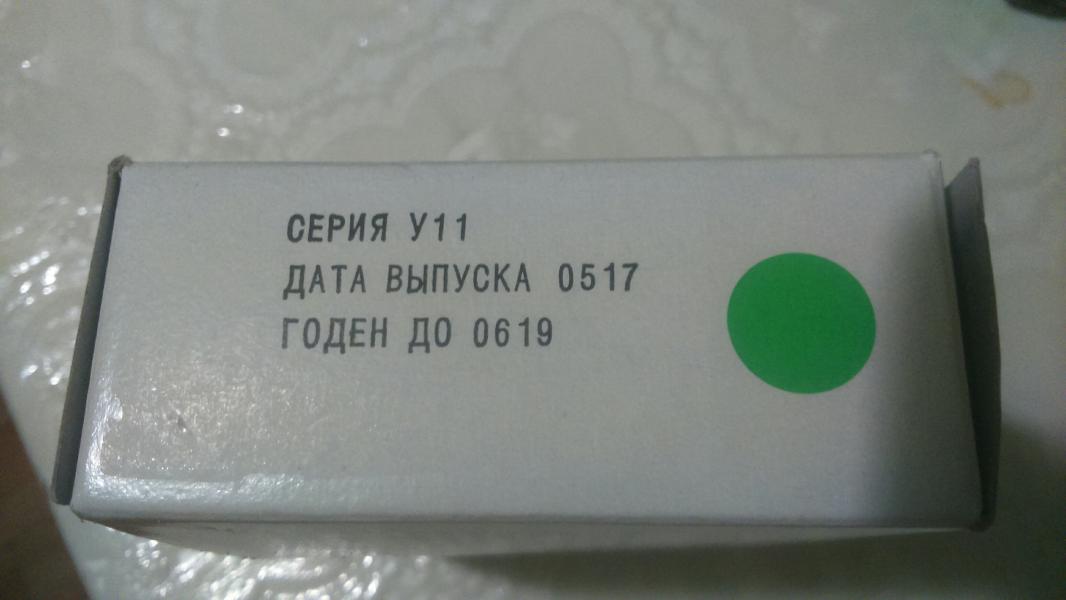 СЕРИЯ У11
ДАТА ВЫПУСКА 0517
ГОДЕН ДО 0619